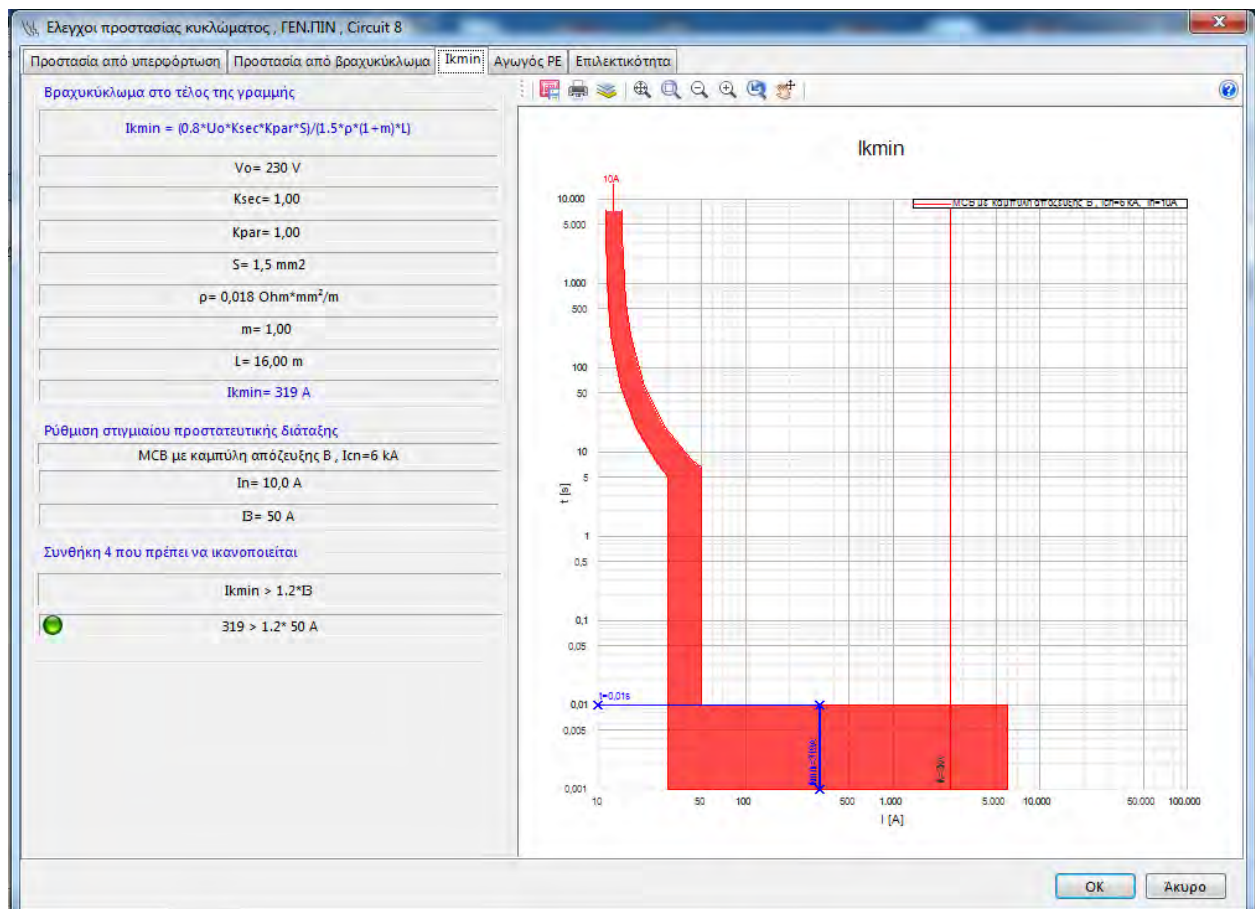 Ελεγχοι προστασίας κυκλώματος , ΓΕΝ.ΠΙΝ , Circuit 8
Προστασία από υπερφόρτωση Προστασία από βραχυκύκλωμα Ikmin Αγωγός PE Επιλεκτικότητα
Βραχυκύκλωμα στο τέλος της γραμμής
Ikmin = (0.8*Uo*Ksec*Kpar*S)/(1.5*ρ*(1+m)*L)
Vo= 230 V
Ksec= 1,00
Kpar= 1,00
S= 1,5 mm2
ρ= 0,018 Ohm*mm²/m
m= 1,00
L= 16,00 m
Ikmin= 319 A
Ρύθμιση στιγμιαίου προστατευτικής διάταξης
MCB με καμπύλη απόζευξης B , Icn=6 kA
In= 10,0 A
I3= 50 A
Συνθήκη 4 που πρέπει να ικανοποιείται
Ikmin > 1.2*I3
319 > 1.2* 50 A
Ikmin
10A
MCB με καμπύλη απόζευξης B , Icn=6 kA, In=10A
10.000
5.000
1.000
500
100
50
10
5
1
0,5
0,1
0,05
0,01
0,005
0,001
t [s]
t=0,01s
10 50 100 500 1.000 5.000 10.000 50.000 100.000
I [A]
OK Άκυρο